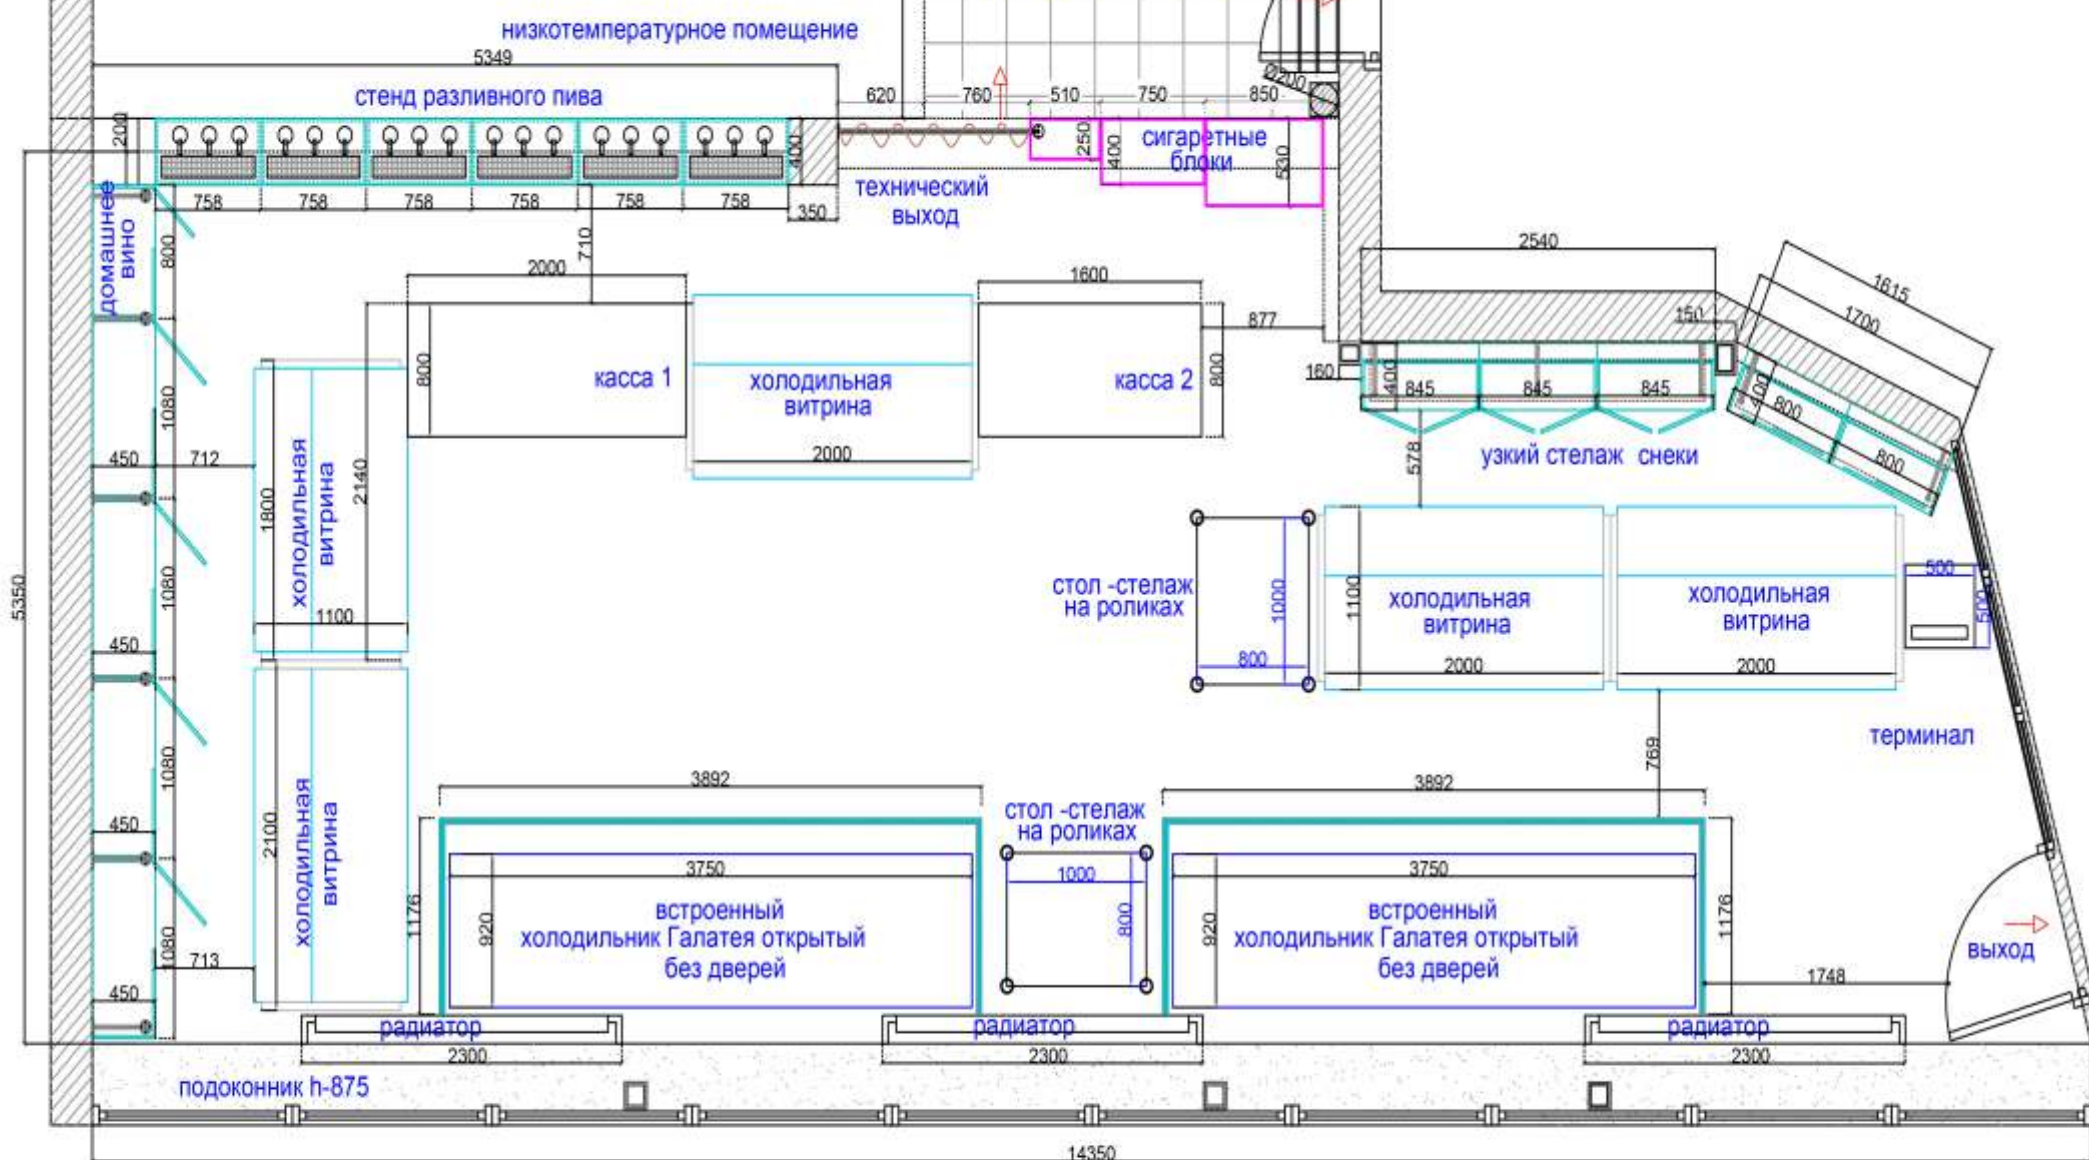 низкотемпературное помещение
5349
стенд разливного пива
620
760
510
750
850
Ø200
200
400
250
400
сигаретные
блоки
530
758
758
758
758
758
758
350
технический
выход
домашнее
вино
800
710
2000
1600
877
2540
1615
1700
150
160
800
касса 1
холодильная
витрина
2000
касса 2
800
400
845
845
845
400
800
800
578
узкий стелаж снеки
1080
450
712
1800
холодильная
витрина
2140
1100
5350
1080
450
стол -стелаж
на роликах
1000
800
1100
холодильная
витрина
2000
холодильная
витрина
2000
500
500
терминал
769
1080
450
2100
холодильная
витрина
3892
стол -стелаж
на роликах
3892
3750
1000
800
3750
1176
920
встроенный
холодильник Галатея открытый
без дверей
920
встроенный
холодильник Галатея открытый
без дверей
1176
1080
713
450
1748
выход
радиатор
2300
радиатор
2300
радиатор
2300
подоконник h-875
14350